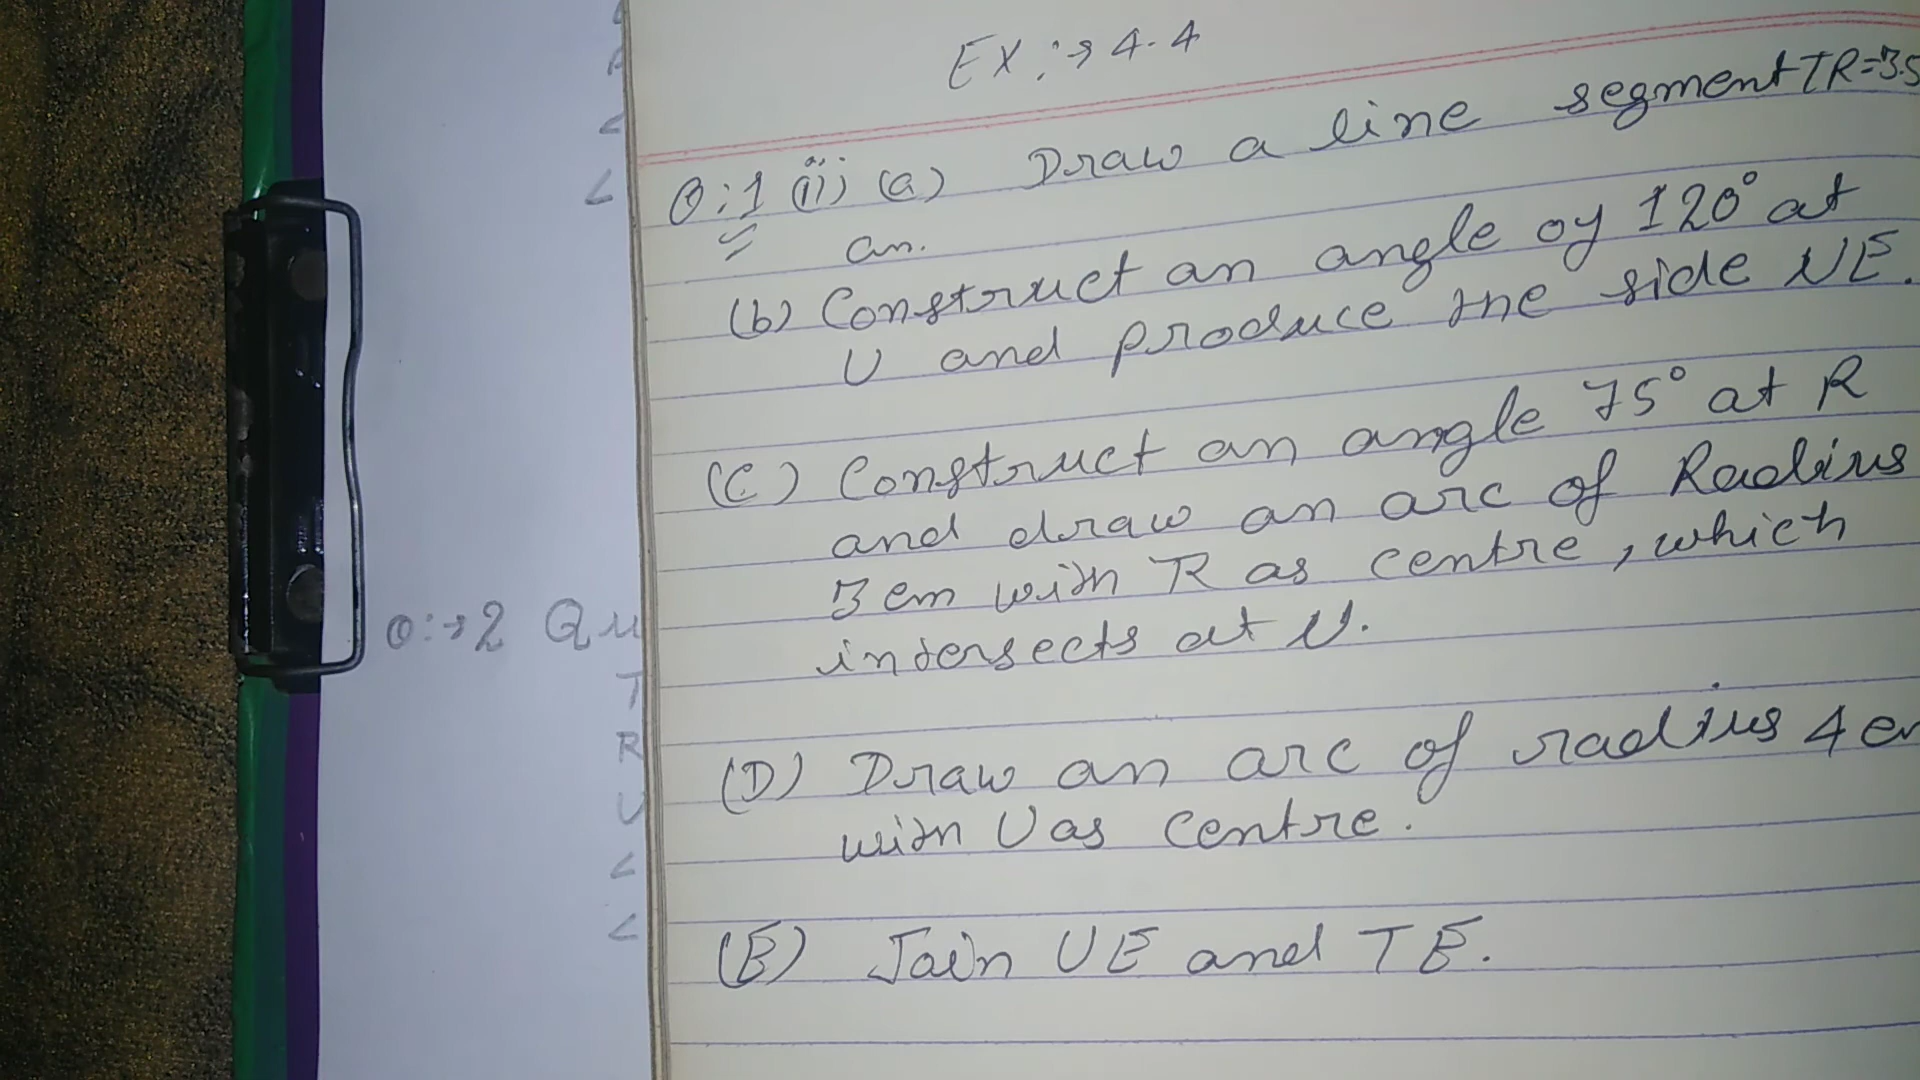 EX :→ 4.4
Q:1 (ii) (a) Draw a line segment TR=3.5
cm.
(b) Construct an angle of 120° at
U and produce the side UE.
(C) Construct an angle 75° at R
and draw an arc of Radius
3 cm with R as centre, which
intersects at U.
(D) Draw an arc of radius 4 cm
with U as centre.
(E) Join UE and TE.
Q:→2 Qu
T
R
U
∠
∠